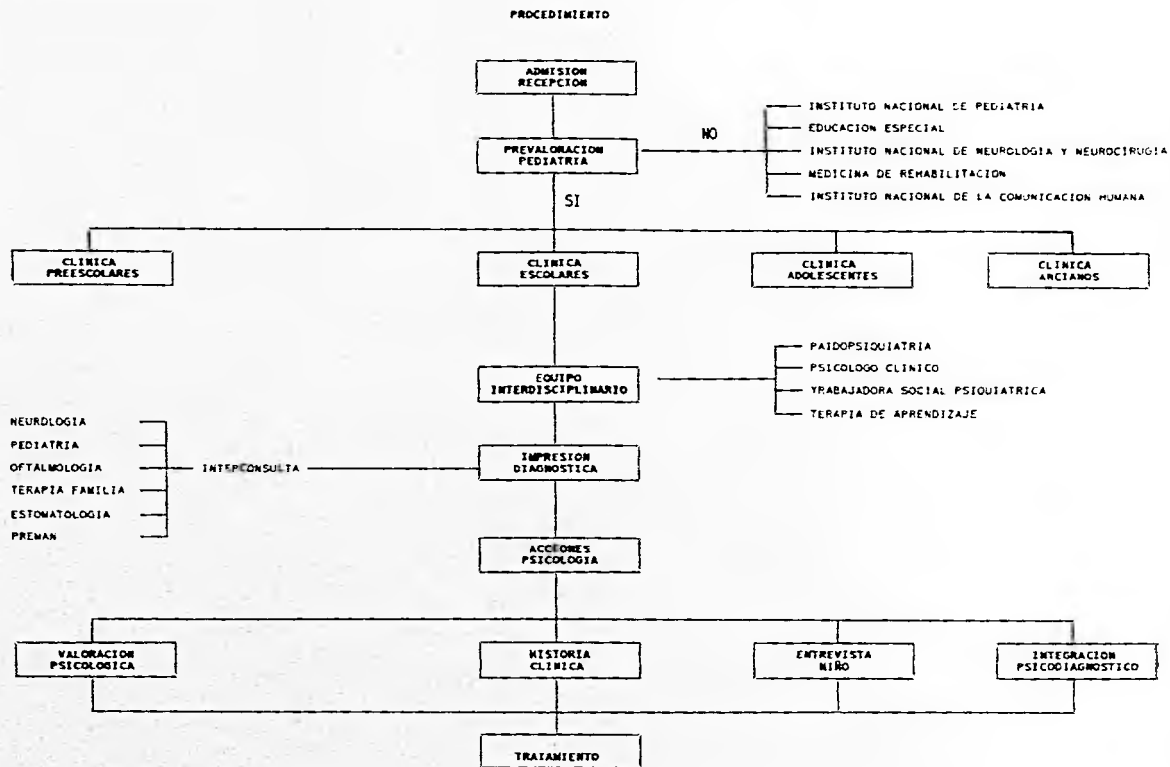 PROCEDIMIENTO
ADMISION
RECEPCION
PREVALORACION
PEDIATRIA
NO
INSTITUTO NACIONAL DE PEDIATRIA
EDUCACION ESPECIAL
INSTITUTO NACIONAL DE NEUROLOGIA Y NEUROCIRUGIA
MEDICINA DE REHABILITACION
INSTITUTO NACIONAL DE LA COMUNICACION HUMANA
SI
CLINICA
PREESCOLARES
CLINICA
ESCOLARES
CLINICA
ADOLESCENTES
CLINICA
ANCIANOS
EQUIPO
INTERDISCIPLINARIO
PAIDOPSIQUIATRIA
PSICOLOGO CLINICO
YRABAJADORA SOCIAL PSIQUIATRICA
TERAPIA DE APRENDIZAJE
NEUROLOGIA
PEDIATRIA
OFTALMOLOGIA
TERAPIA FAMILIA
ESTOMATOLOGIA
PREMAN
INTERCONSULTA
IMPRESION
DIAGNOSTICA
ACCIONES
PSICOLOGIA
VALORACION
PSICOLOGICA
HISTORIA
CLINICA
ENTREVISTA
NIÑO
INTEGRACION
PSICODIAGNOSTICO
TRATAMIENTO